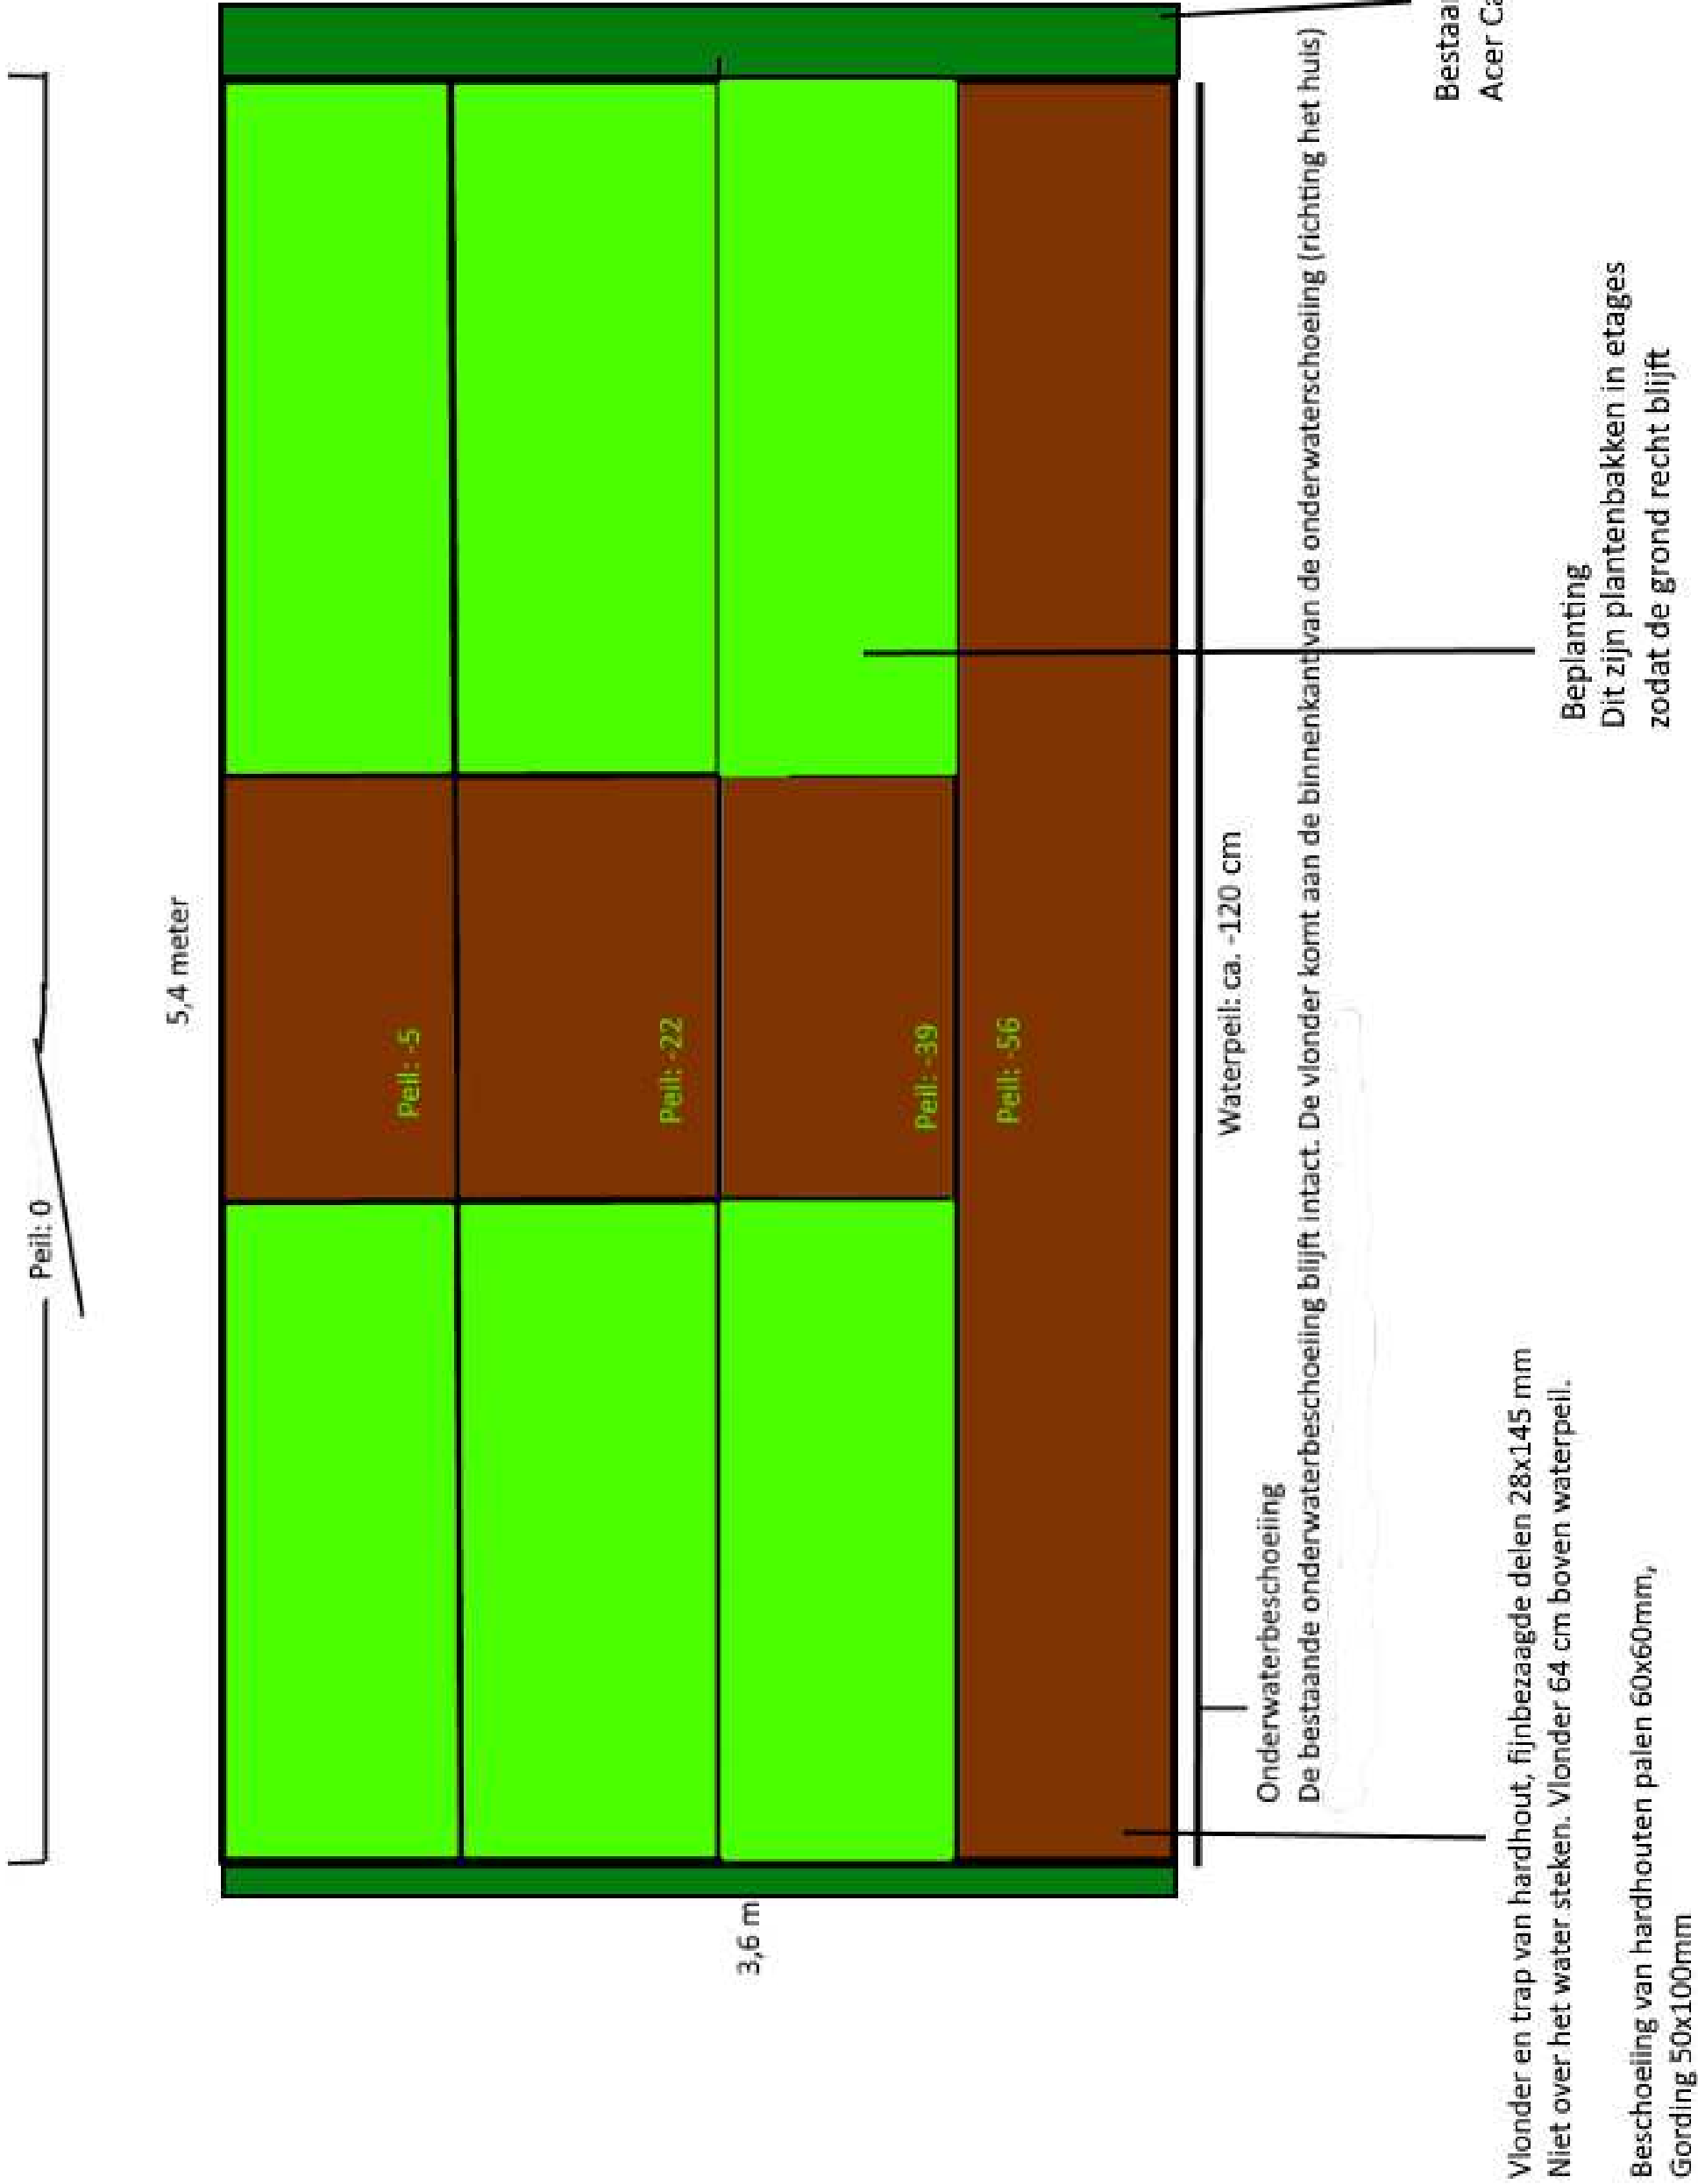 Peil: 0
5,4 meter
Peil: -5
Peil: -22
3,6 m
Peil: -39
Peil: -56
Waterpeil: ca. -120 cm
Onderwaterbeschoeiing
De bestaande onderwaterbeschoeiing blijft intact. De vlonder komt aan de binnenkant van de onderwaterschoeiing (richting het huis)
Vlonder en trap van hardhout, fijnbezaagde delen 28x145 mm
Niet over het water steken. Vlonder 64 cm boven waterpeil.
Beschoeiing van hardhouten palen 60x60mm,
Gording 50x100mm
Beplanting
Dit zijn plantenbakken in etages
zodat de grond recht blijft
Acer